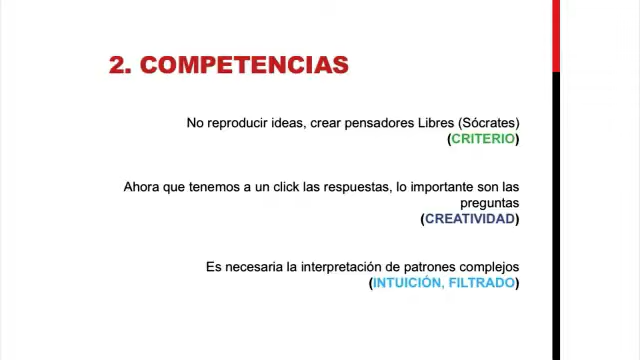 2. COMPETENCIAS
No reproducir ideas, crear pensadores Libres (Sócrates)
(CRITERIO)
Ahora que tenemos a un click las respuestas, lo importante son las
preguntas
(CREATIVIDAD)
Es necesaria la interpretación de patrones complejos
(INTUICIÓN, FILTRADO)